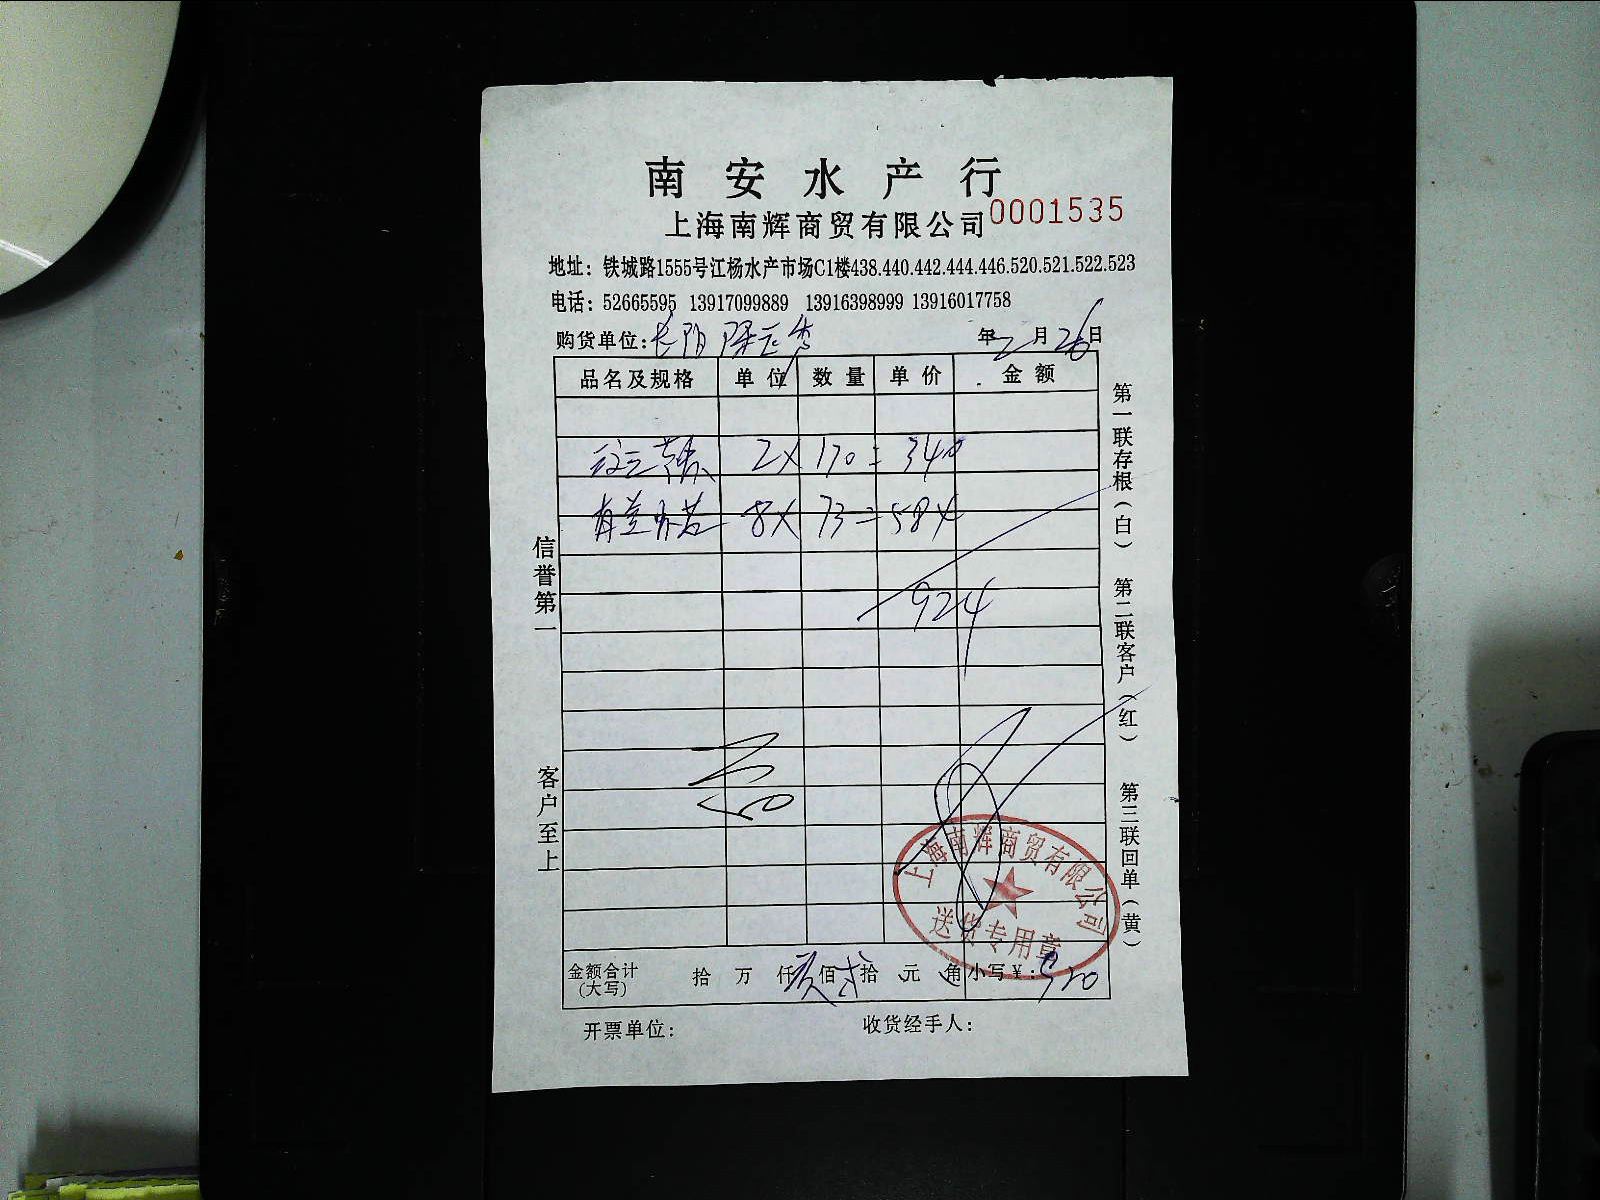 南安水产行
上海南辉商贸有限公司 0001535
地址：铁城路1555号江杨水产市场C1楼438.440.442.444.446.520.521.522.523
电话：52665595 13917099889 13916398999 13916017758
购货单位： 年 2 月 26 日
品名及规格 单位 数量 单价 金额
2× 170 = 340
8× 73 = 584
924
金额合计（大写） 拾 万 仟 玖 佰 贰 拾 元 角 小写￥：920
开票单位： 收货经手人：
信誉第一
客户至上
第一联存根（白）
第二联客户（红）
第三联回单（黄）
上海南辉商贸有限公司
送货专用章